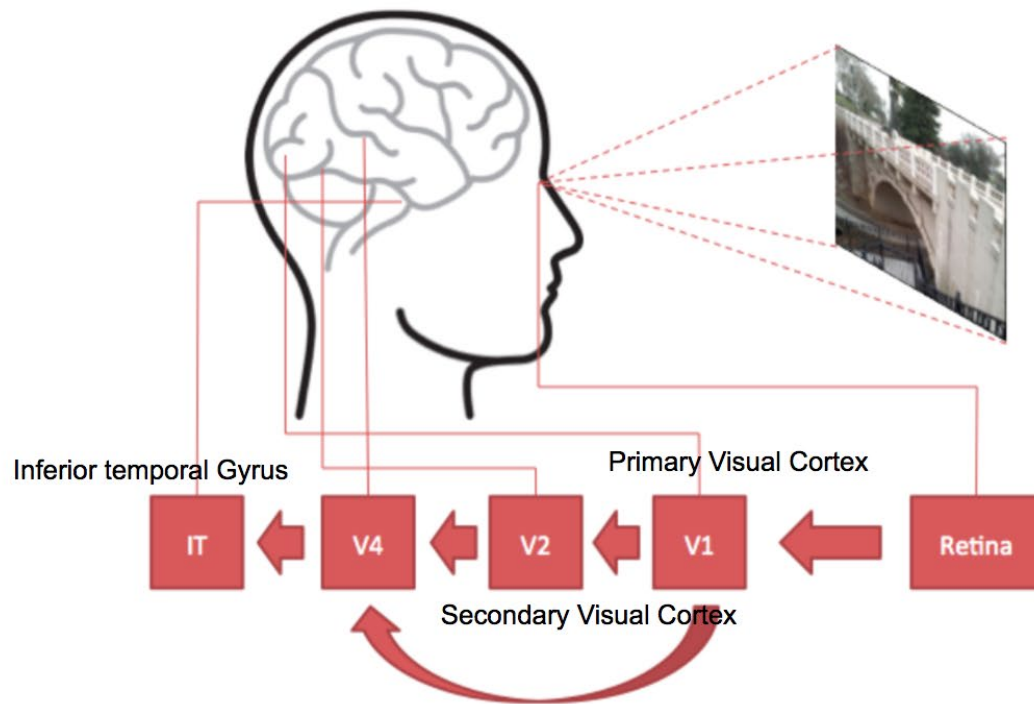 Inferior temporal Gyrus
Primary Visual Cortex
IT
V4
V2
V1
Retina
Secondary Visual Cortex